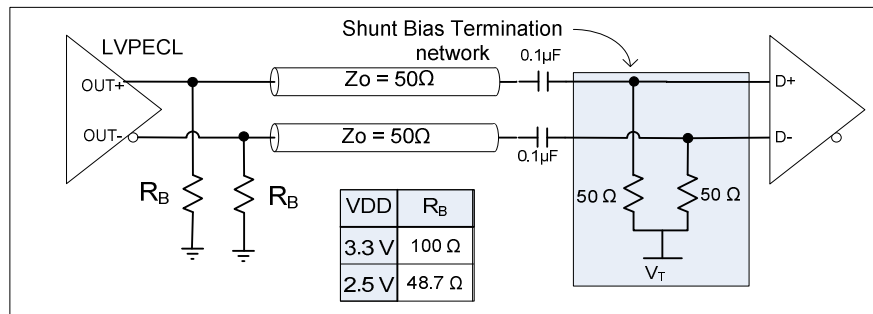 LVPECL
Shunt Bias Termination
network
0.1µF
OUT+
Zo = 50Ω
D+
OUT-
Zo = 50Ω
D-
0.1µF
RB
RB
50 Ω
50 Ω
VDD RB
3.3 V 100 Ω
2.5 V 48.7 Ω
VT